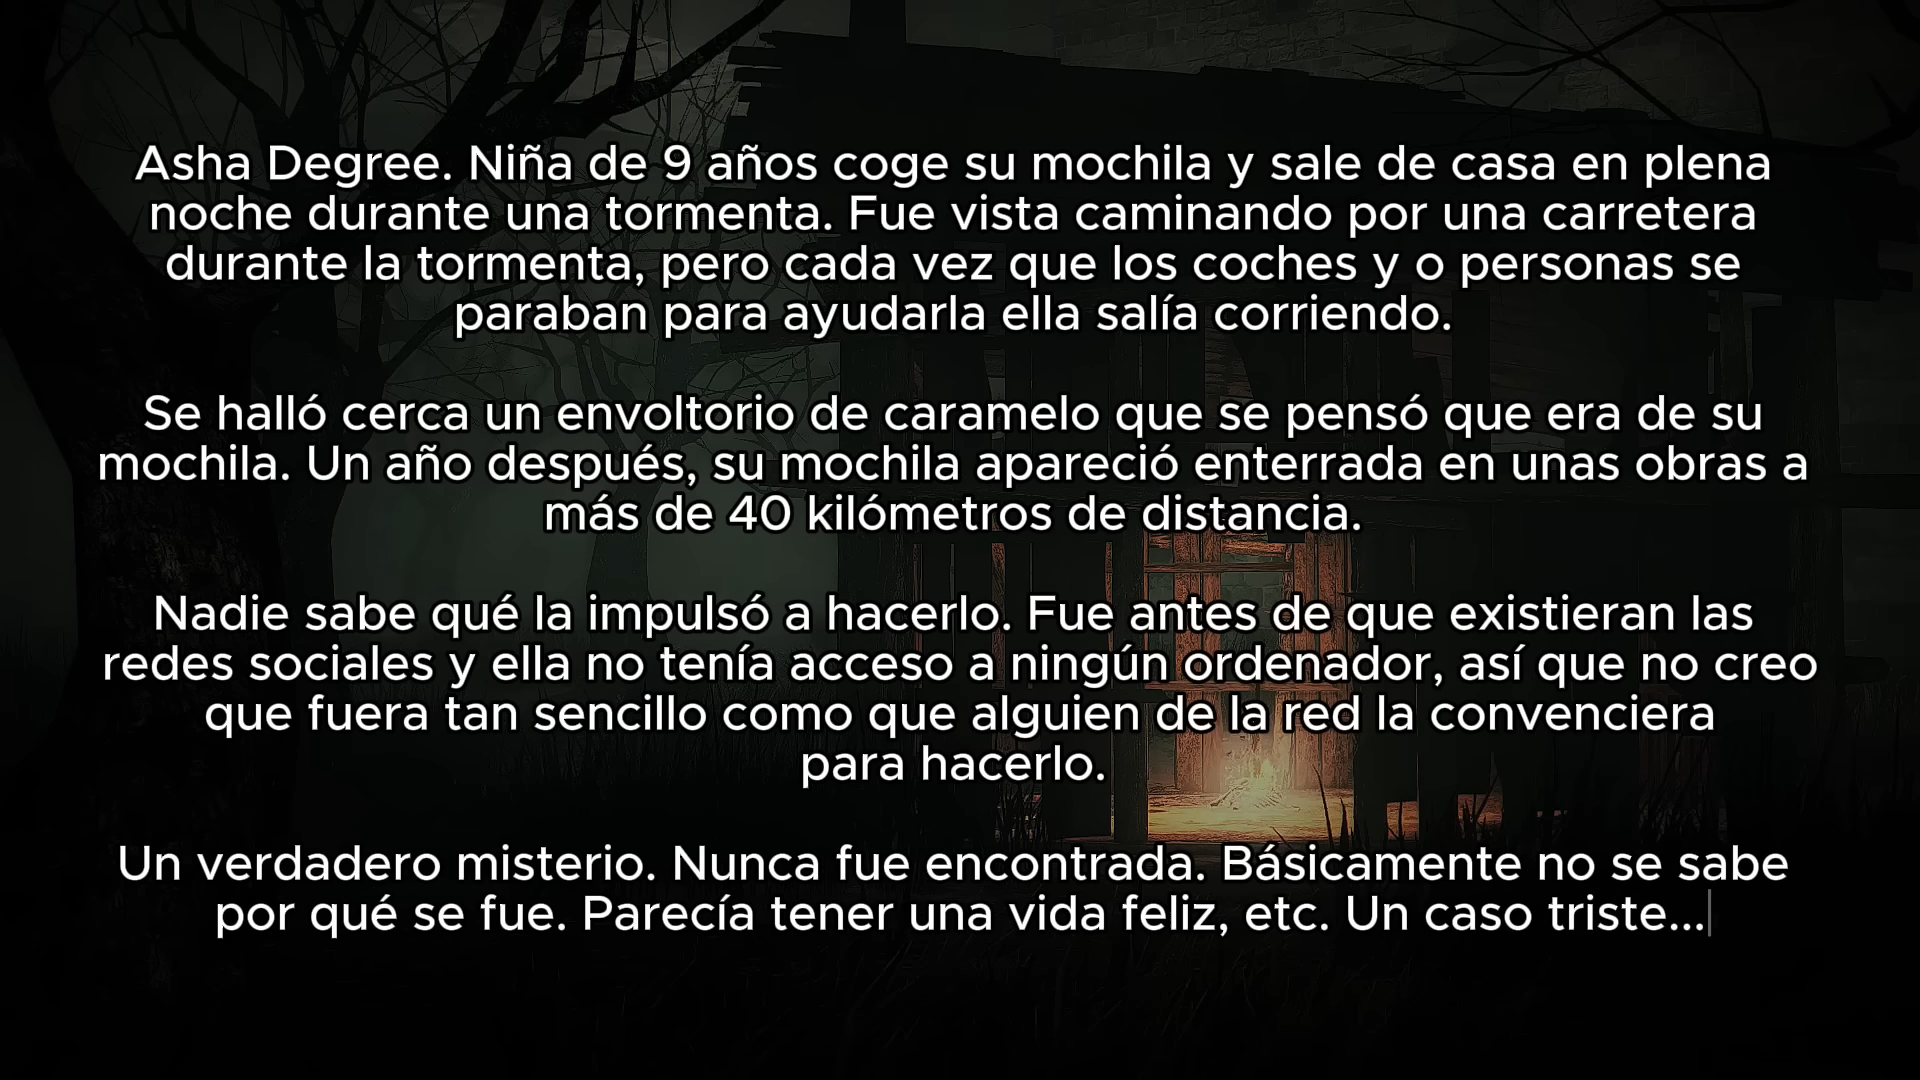 Asha Degree. Niña de 9 años coge su mochila y sale de casa en plena
noche durante una tormenta. Fue vista caminando por una carretera
durante la tormenta, pero cada vez que los coches y o personas se
paraban para ayudarla ella salía corriendo.
Se halló cerca un envoltorio de caramelo que se pensó que era de su
mochila. Un año después, su mochila apareció enterrada en unas obras a
más de 40 kilómetros de distancia.
Nadie sabe qué la impulsó a hacerlo. Fue antes de que existieran las
redes sociales y ella no tenía acceso a ningún ordenador, así que no creo
que fuera tan sencillo como que alguien de la red la convenciera
para hacerlo.
Un verdadero misterio. Nunca fue encontrada. Básicamente no se sabe
por qué se fue. Parecía tener una vida feliz, etc. Un caso triste...